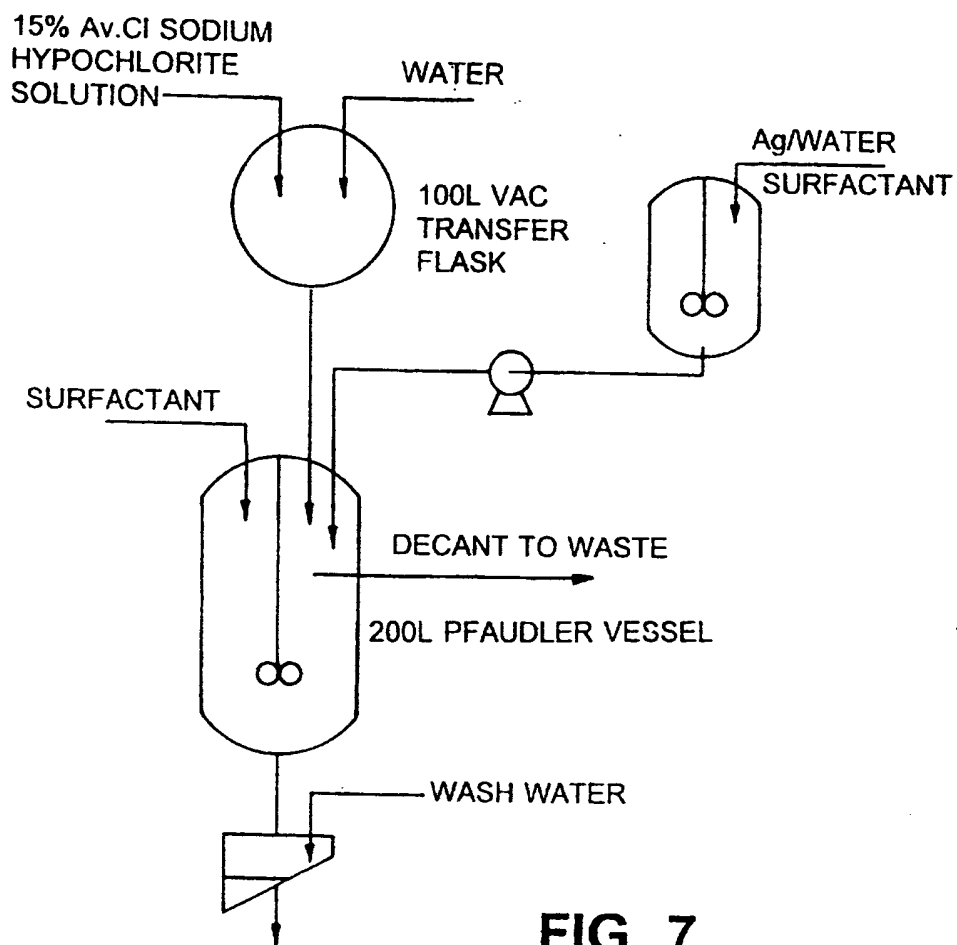 15% Av.Cl SODIUM
HYPOCHLORITE
SOLUTION
WATER
Ag/WATER
SURFACTANT
100L VAC
TRANSFER
FLASK
SURFACTANT
DECANT TO WASTE
200L PFAUDLER VESSEL
WASH WATER
FIG. 7